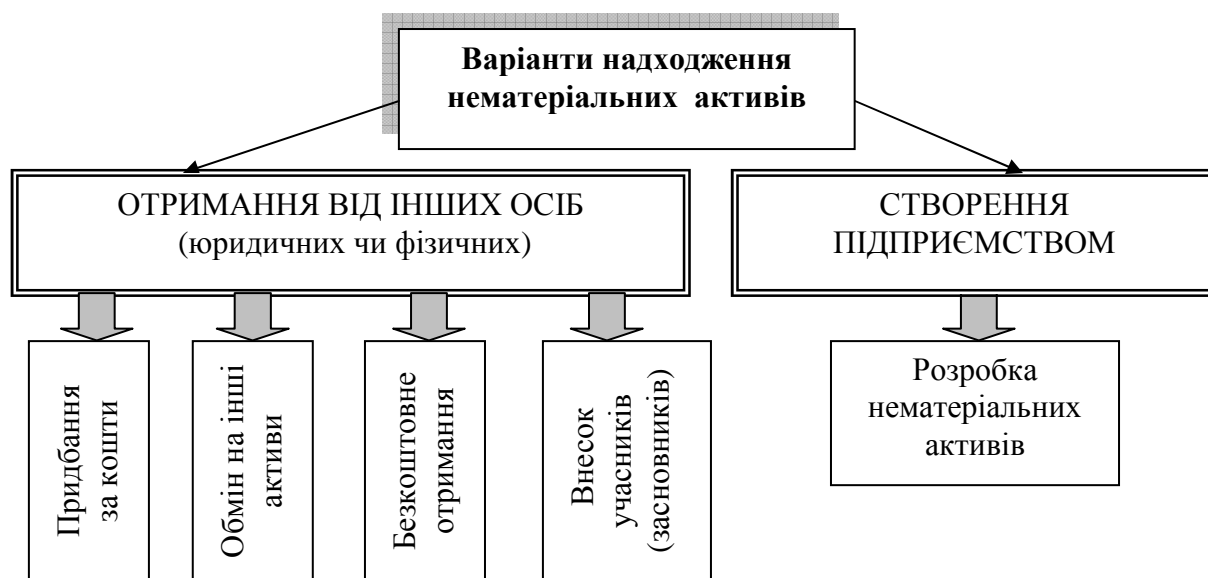 Варіанти надходження
нематеріальних активів
ОТРИМАННЯ ВІД ІНШИХ ОСІБ
(юридичних чи фізичних)
СТВОРЕННЯ
ПІДПРИЄМСТВОМ
Придбання
за кошти
Обмін на інші
активи
Безкоштовне
отримання
Внесок
учасників
(засновників)
Розробка
нематеріальних
активів